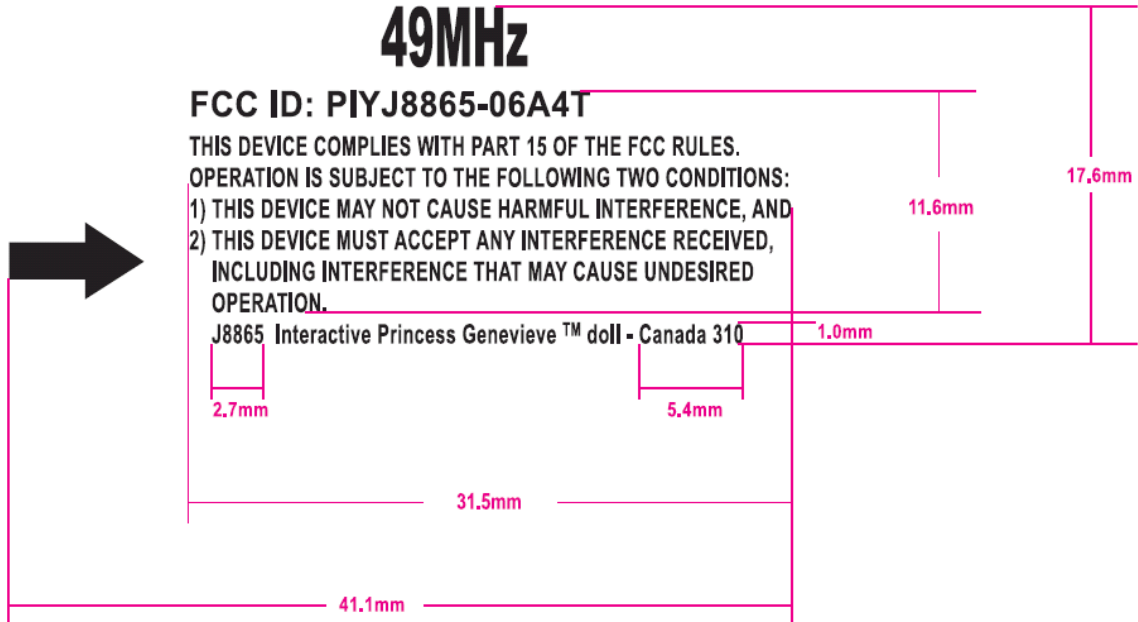 49MHz
FCC ID: PIYJ8865-06A4T
THIS DEVICE COMPLIES WITH PART 15 OF THE FCC RULES.
OPERATION IS SUBJECT TO THE FOLLOWING TWO CONDITIONS:
1) THIS DEVICE MAY NOT CAUSE HARMFUL INTERFERENCE, AND
2) THIS DEVICE MUST ACCEPT ANY INTERFERENCE RECEIVED,
INCLUDING INTERFERENCE THAT MAY CAUSE UNDESIRED
OPERATION.
J8865 Interactive Princess Genevieve ™ doll - Canada 310
17.6mm
11.6mm
1.0mm
2.7mm
5.4mm
31.5mm
41.1mm